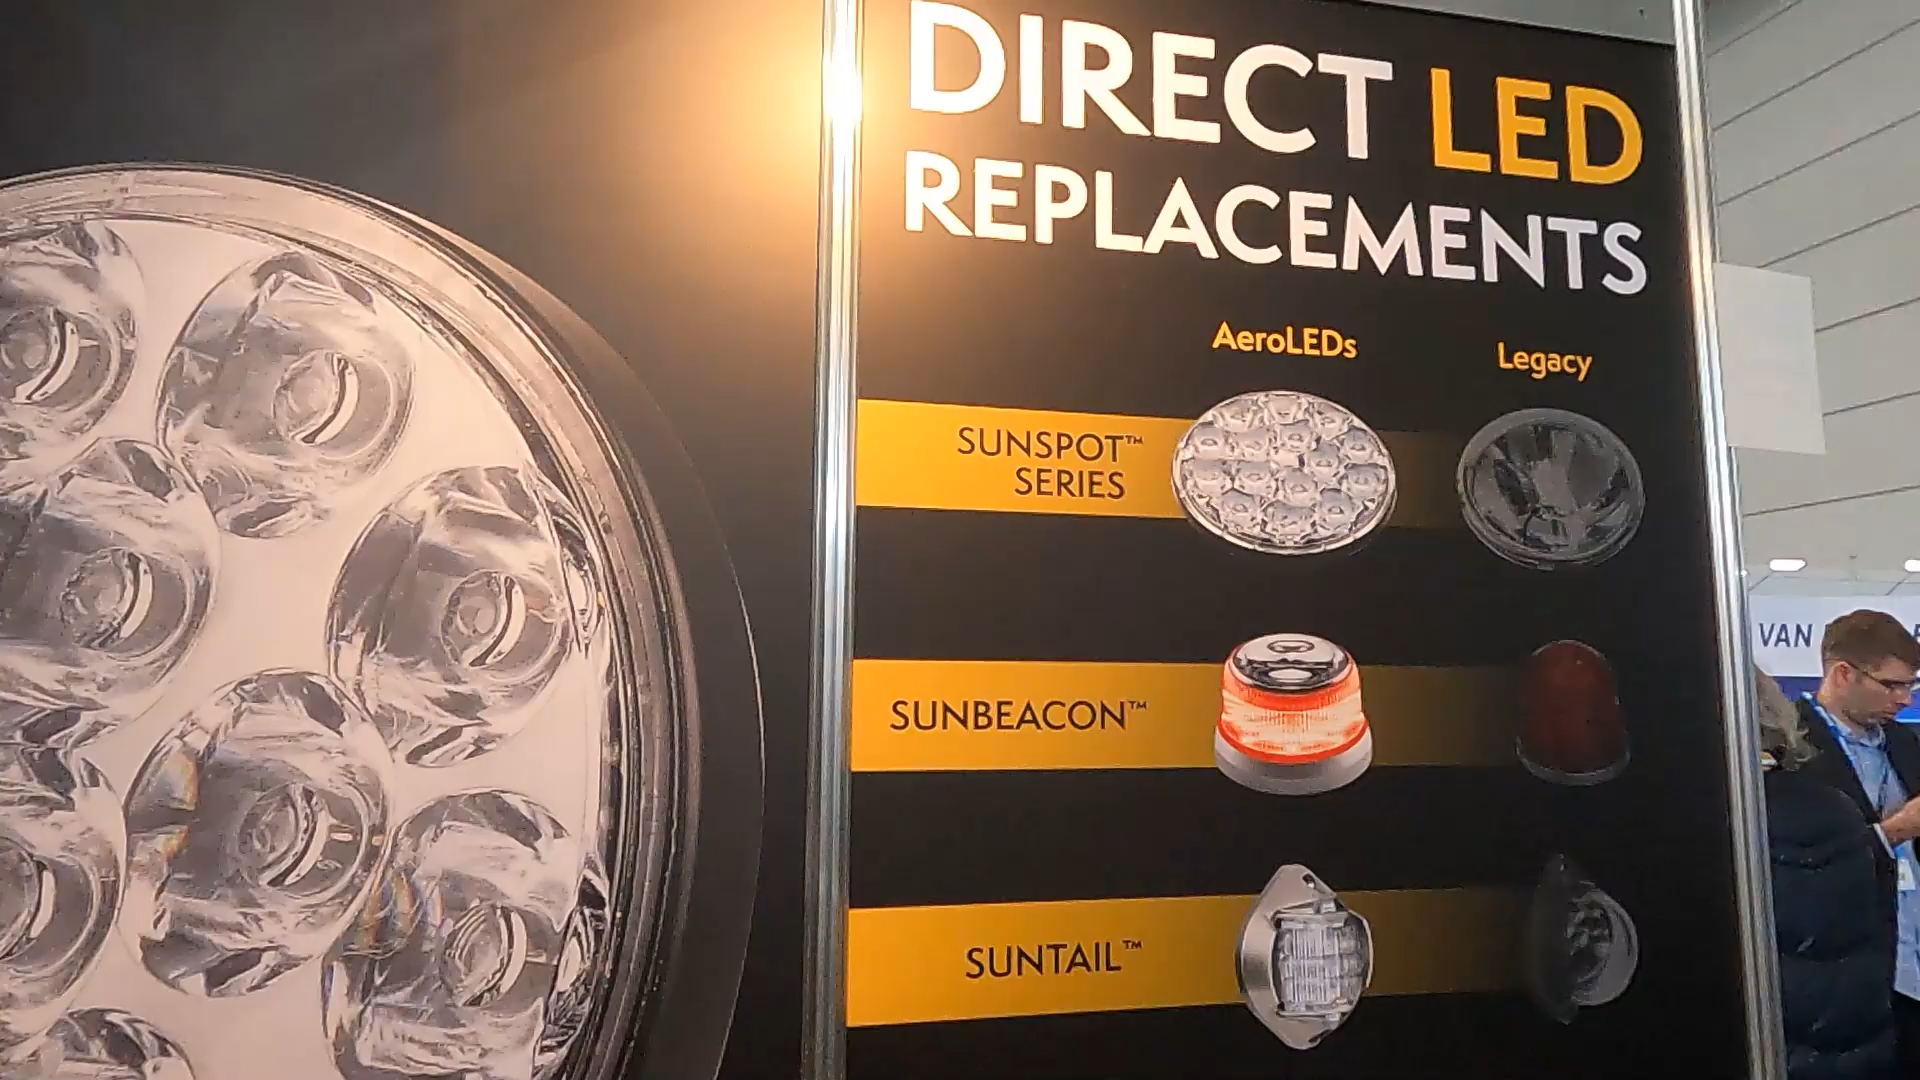 DIRECT LED
REPLACEMENTS
AeroLEDs
Legacy
SUNSPOT™
SERIES
SUNBEACON™
SUNTAIL™
VAN